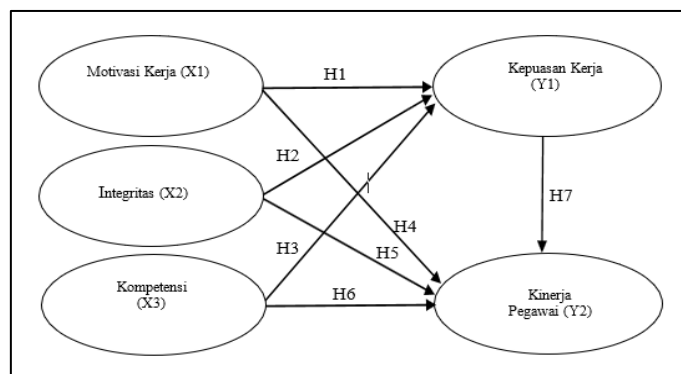 Motivasi Kerja (X1)
H1
Kepuasan Kerja
(Y1)
H2
Integritas (X2)
H7
H4
H3
H5
Kompetensi
(X3)
H6
Kinerja
Pegawai (Y2)